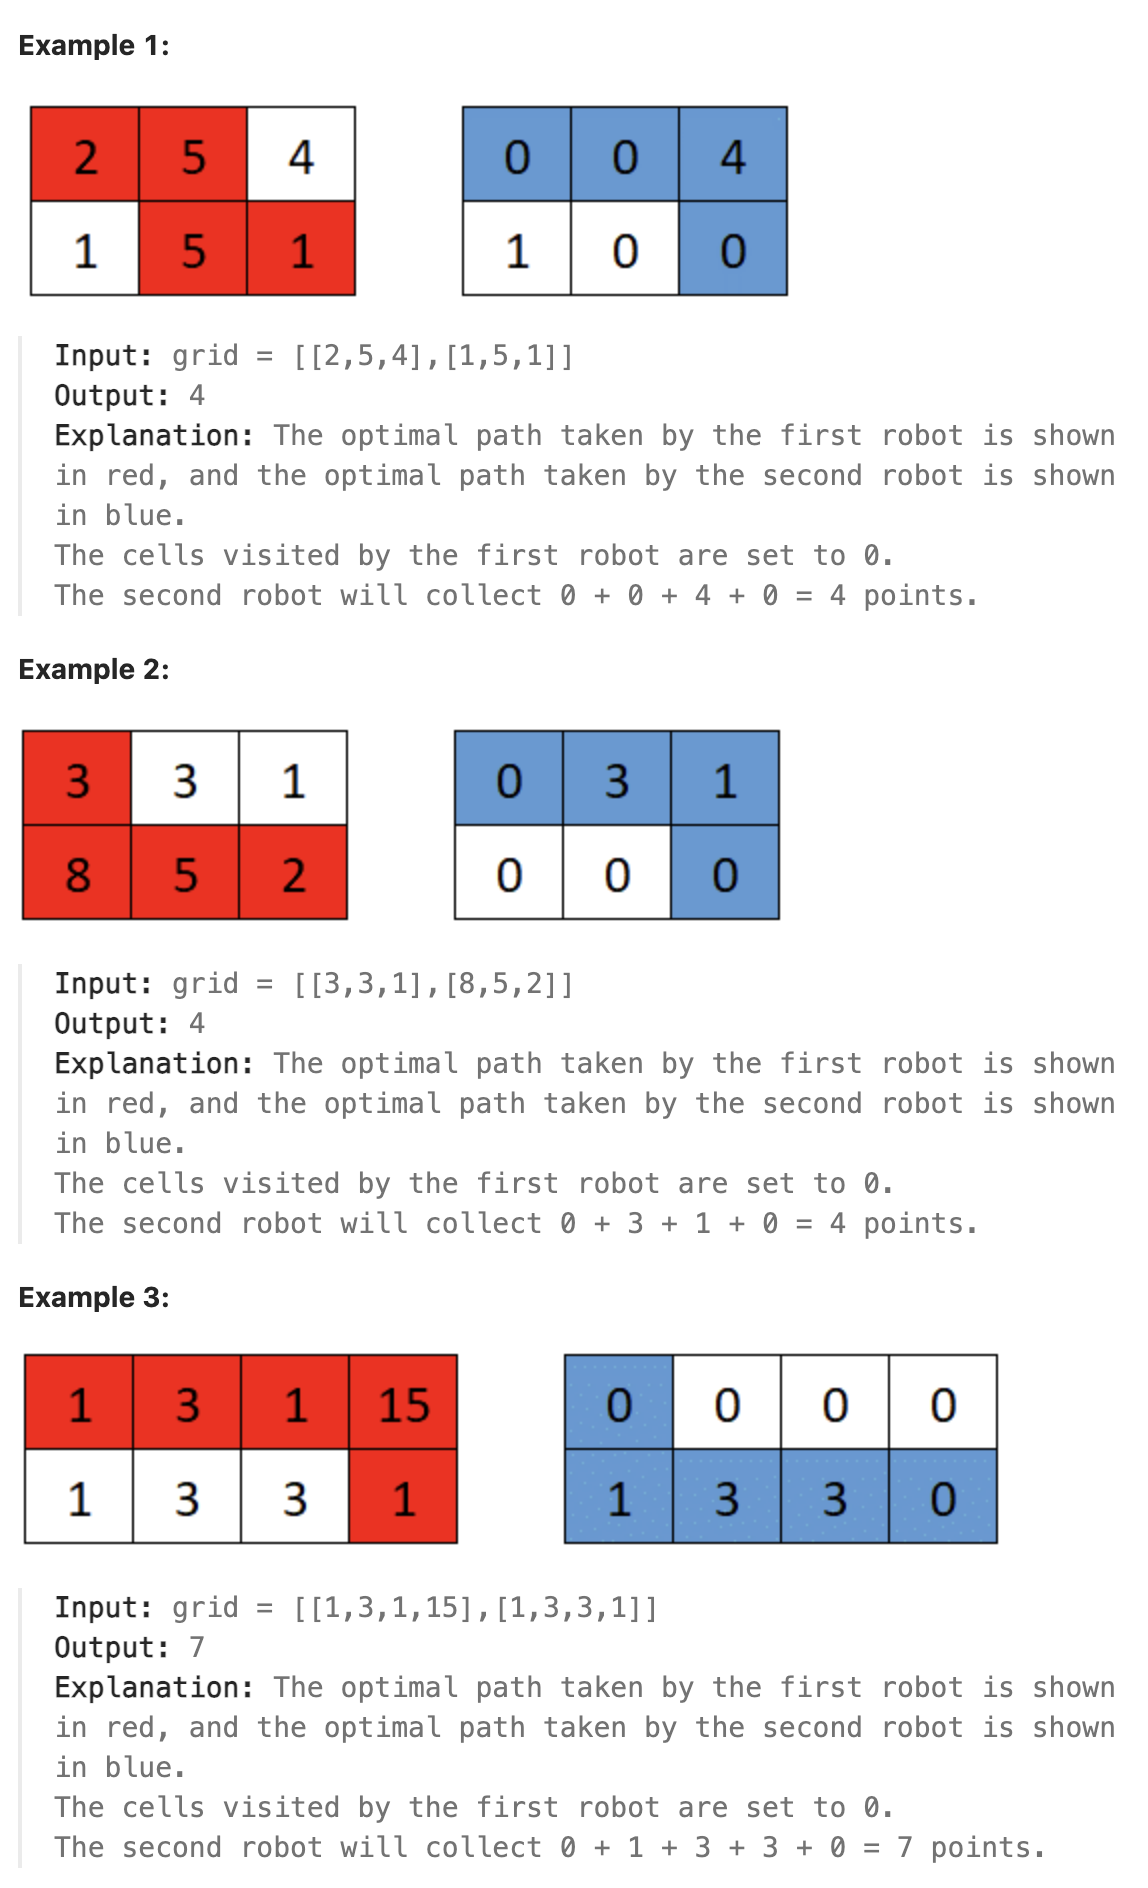 Example 1:
2 5 4 0 0 4
1 5 1 1 0 0
Input: grid = [[2,5,4],[1,5,1]]
Output: 4
Explanation: The optimal path taken by the first robot is shown
in red, and the optimal path taken by the second robot is shown
in blue.
The cells visited by the first robot are set to 0.
The second robot will collect 0 + 0 + 4 + 0 = 4 points.
Example 2:
3 3 1 0 3 1
8 5 2 0 0 0
Input: grid = [[3,3,1],[8,5,2]]
Output: 4
Explanation: The optimal path taken by the first robot is shown
in red, and the optimal path taken by the second robot is shown
in blue.
The cells visited by the first robot are set to 0.
The second robot will collect 0 + 3 + 1 + 0 = 4 points.
Example 3:
1 3 1 15 0 0 0 0
1 3 3 1 1 3 3 0
Input: grid = [[1,3,1,15],[1,3,3,1]]
Output: 7
Explanation: The optimal path taken by the first robot is shown
in red, and the optimal path taken by the second robot is shown
in blue.
The cells visited by the first robot are set to 0.
The second robot will collect 0 + 1 + 3 + 3 + 0 = 7 points.